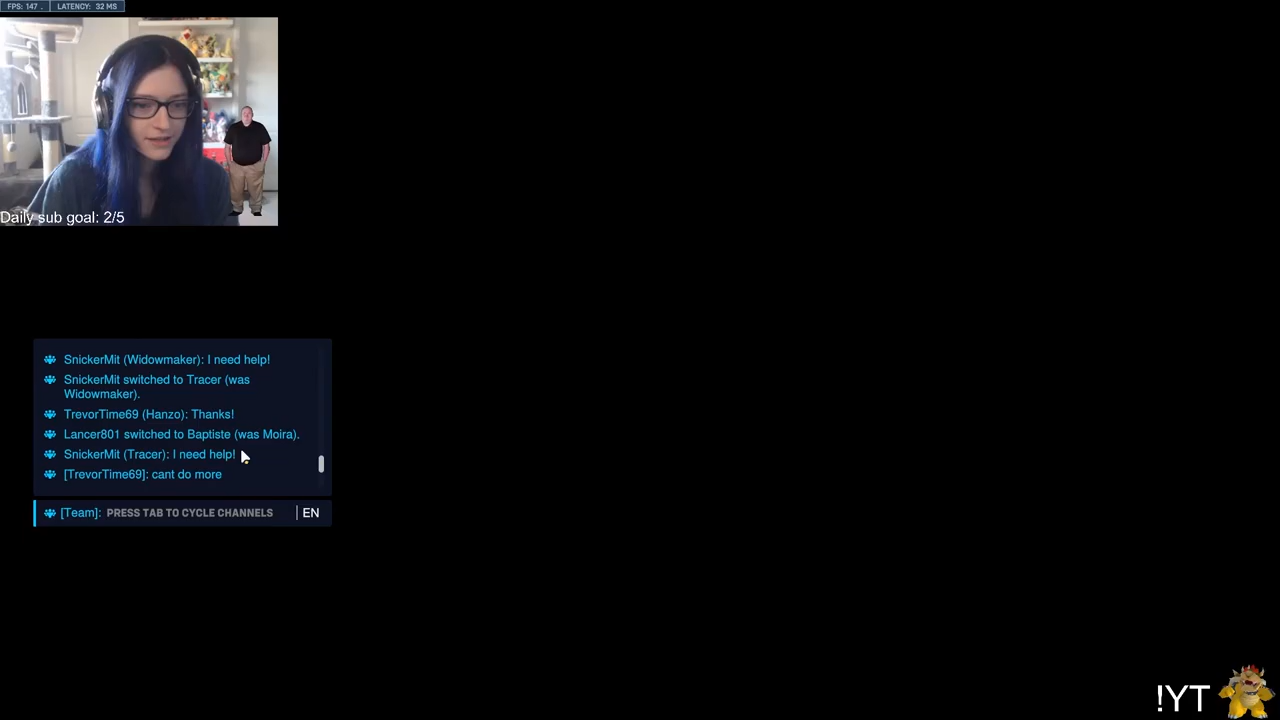 FPS: 147 .
LATENCY: 32 MS
Daily sub goal: 2/5
SnickerMit (Widowmaker): I need help!
SnickerMit switched to Tracer (was
Widowmaker).
TrevorTime69 (Hanzo): Thanks!
Lancer801 switched to Baptiste (was Moira).
SnickerMit (Tracer): I need help!
[TrevorTime69]: cant do more
[Team]: PRESS TAB TO CYCLE CHANNELS EN
!YT